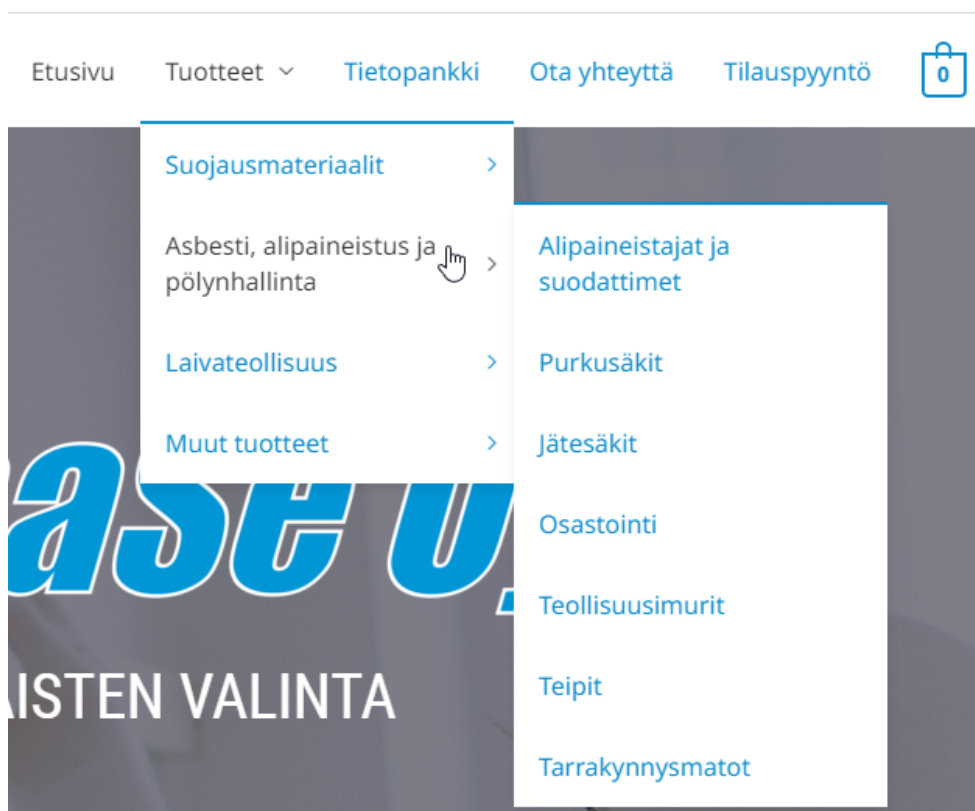 Etusivu
Tuotteet
Tietopankki
Ota yhteyttä
Tilauspyyntö
0
Suojausmateriaalit
Asbesti, alipaineistus ja
pölynhallinta
Laivateollisuus
Muut tuotteet
Alipaineistajat ja
suodattimet
Purkusäkit
Jätesäkit
Osastointi
Teollisuusimurit
Teipit
Tarrakynnysmatot
VALINTA